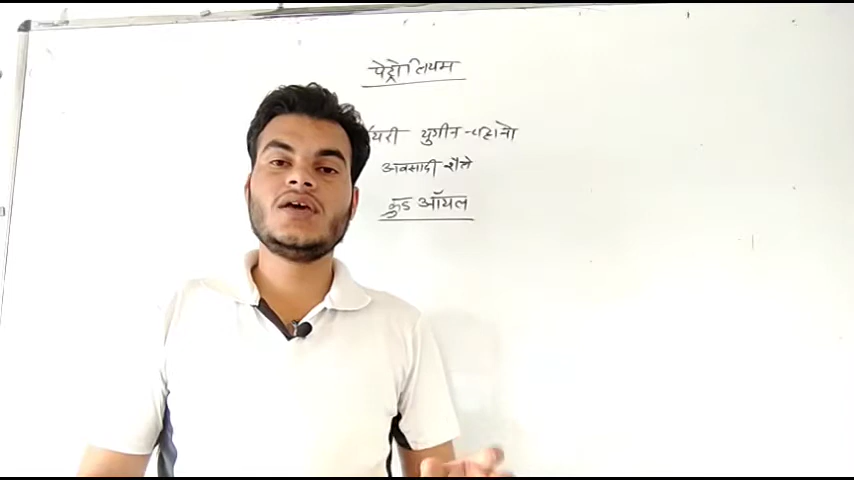 पेट्रोलियम
युगीन - चट्टानो
अवसादी शैले
क्रुड ऑयल